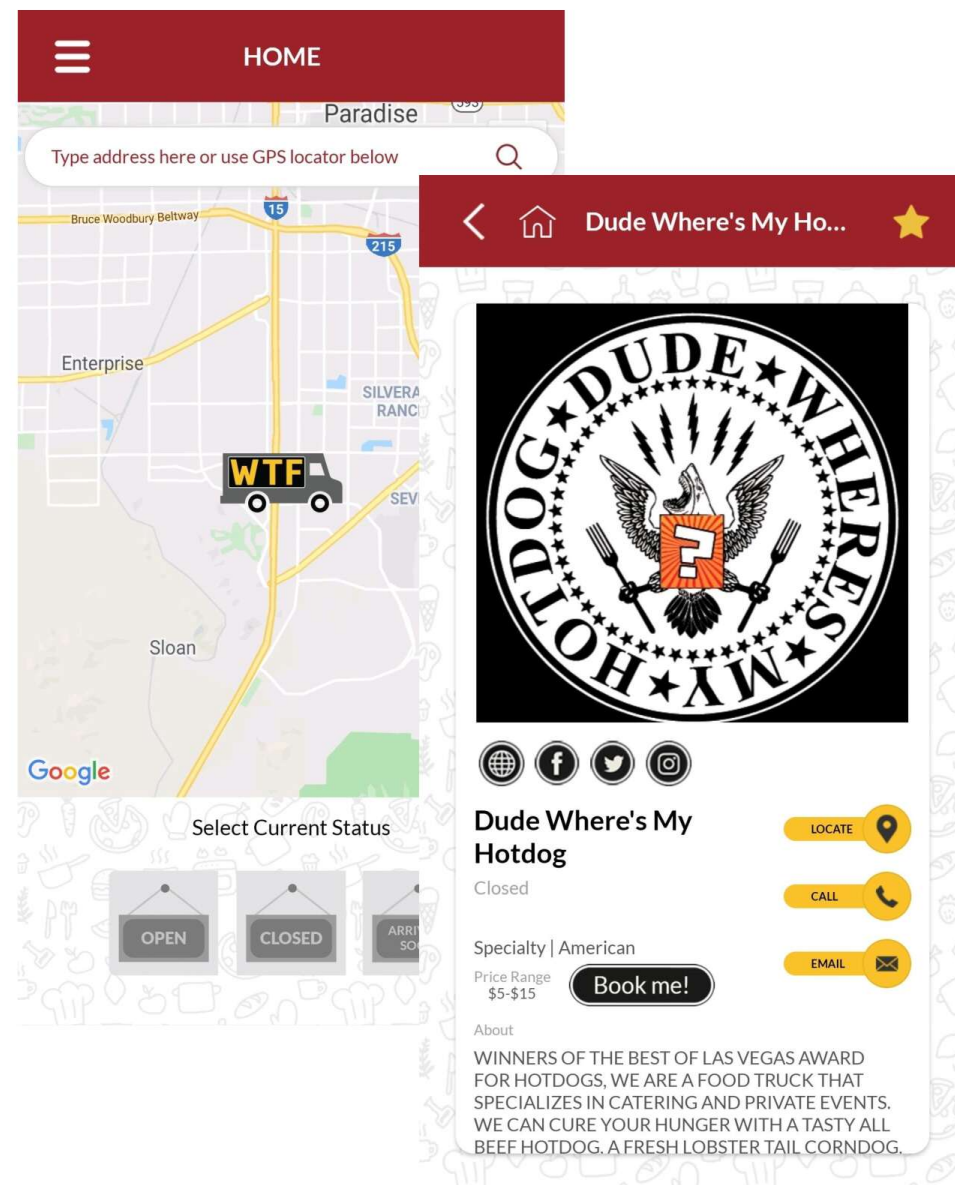 HOME
Paradise
593
Type address here or use GPS locator below
15
Bruce Woodbury Beltway
215
Enterprise
SILVERA
RANC
WTF
SEV
Sloan
Google
Select Current Status
OPEN
CLOSED
ARRI
SOO
Dude Where's My Ho...
DUDE★WHERES★MY★HOTDOG★
?
Dude Where's My
Hotdog
LOCATE
Closed
CALL
Specialty | American
EMAIL
Price Range
$5-$15
Book me!
About
WINNERS OF THE BEST OF LAS VEGAS AWARD
FOR HOTDOGS, WE ARE A FOOD TRUCK THAT
SPECIALIZES IN CATERING AND PRIVATE EVENTS.
WE CAN CURE YOUR HUNGER WITH A TASTY ALL
BEEF HOTDOG. A FRESH LOBSTER TAIL CORNDOG.